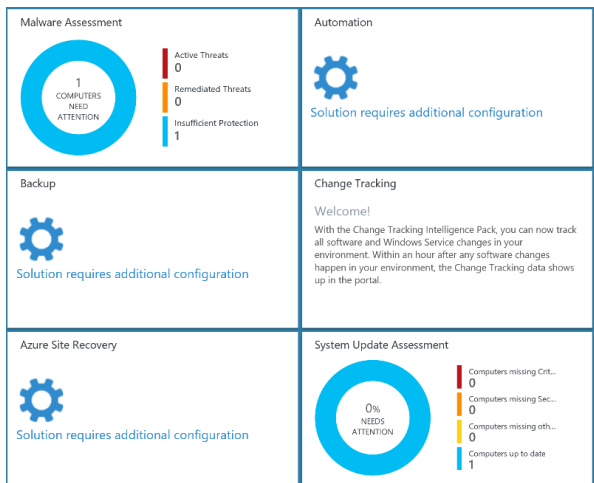 Malware Assessment
1
COMPUTERS
NEED
ATTENTION
Active Threats
0
Remediated Threats
0
Insufficient Protection
1
Automation
Solution requires additional configuration
Backup
Solution requires additional configuration
Change Tracking
Welcome!
With the Change Tracking Intelligence Pack, you can now track
all software and Windows Service changes in your
environment. Within an hour after any software changes
happen in your environment, the Change Tracking data shows
up in the portal.
Azure Site Recovery
Solution requires additional configuration
System Update Assessment
0%
NEEDS
ATTENTION
Computers missing Crit...
0
Computers missing Sec...
0
Computers missing oth...
0
Computers up to date
1